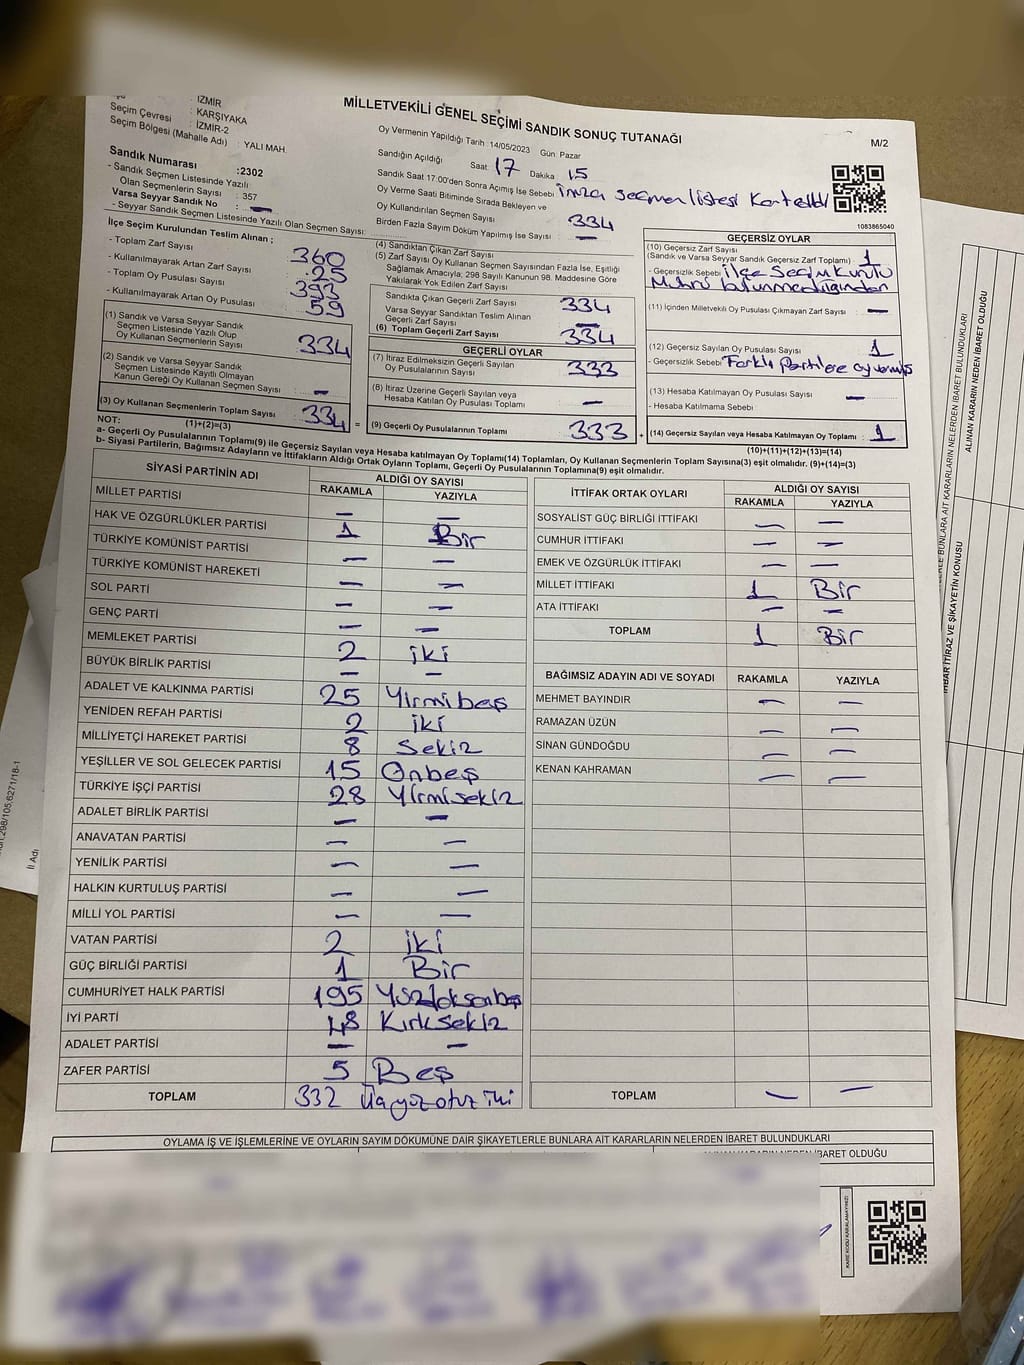 MİLLETVEKİLİ GENEL SEÇİMİ SANDIK SONUÇ TUTANAĞI
M/2
: İZMİR
Seçim Çevresi : KARŞIYAKA
: İZMİR-2
Seçim Bölgesi (Mahalle Adı) : YALI MAH.
Sandık Numarası :2302
- Sandık Seçmen Listesinde Yazılı
Olan Seçmenlerin Sayısı : 357
Varsa Seyyar Sandık No : —
- Seyyar Sandık Seçmen Listesinde Yazılı Olan Seçmen Sayısı:
Oy Vermenin Yapıldığı Tarih : 14/05/2023 Gün: Pazar
Sandığın Açıldığı Saat 17 Dakika 15
Sandık Saat 17:00'den Sonra Açılmış İse Sebebi imza seçmen listesi
Oy Verme Saati Bitiminde Sırada Bekleyen ve
Oy Kullandırılan Seçmen Sayısı 334
Birden Fazla Sayım Döküm Yapılmış İse Sayısı —
1083865040
İlçe Seçim Kurulundan Teslim Alınan ;
- Toplam Zarf Sayısı 360
- Kullanılmayarak Artan Zarf Sayısı 25
- Toplam Oy Pusulası Sayısı 393
- Kullanılmayarak Artan Oy Pusulası 59
(1) Sandık ve Varsa Seyyar Sandık
Seçmen Listesinde Yazılı Olup
Oy Kullanan Seçmenlerin Sayısı 334
(2) Sandık ve Varsa Seyyar Sandık
Seçmen Listesinde Kayıtlı Olmayan
Kanun Gereği Oy Kullanan Seçmen Sayısı —
(3) Oy Kullanan Seçmenlerin Toplam Sayısı 334
(1)+(2)=(3)
(4) Sandıktan Çıkan Zarf Sayısı
(5) Zarf Sayısı Oy Kullanan Seçmen Sayısından Fazla İse, Eşitliği
Sağlamak Amacıyla; 298 Sayılı Kanunun 98. Maddesine Göre
Yakılarak Yok Edilen Zarf Sayısı
Sandıkta Çıkan Geçerli Zarf Sayısı 334
Varsa Seyyar Sandıktan Teslim Alınan
Geçerli Zarf Sayısı —
(6) Toplam Geçerli Zarf Sayısı 334
GEÇERLİ OYLAR
(7) İtiraz Edilmeksizin Geçerli Sayılan
Oy Pusulalarının Sayısı 333
(8) İtiraz Üzerine Geçerli Sayılan veya
Hesaba Katılan Oy Pusulası Toplamı —
= (9) Geçerli Oy Pusulalarının Toplamı 333 +
GEÇERSİZ OYLAR
(10) Geçersiz Zarf Sayısı
(Sandık ve Varsa Seyyar Sandık Geçersiz Zarf Toplamı) 1
- Geçersizlik Sebebi ilçe Seçim Kurulu
Mührü bulunmadığından
(11) İçinden Milletvekili Oy Pusulası Çıkmayan Zarf Sayısı —
(12) Geçersiz Sayılan Oy Pusulası Sayısı 1
- Geçersizlik Sebebi Farklı Partilere oy
(13) Hesaba Katılmayan Oy Pusulası Sayısı —
- Hesaba Katılmama Sebebi
(14) Geçersiz Sayılan veya Hesaba Katılmayan Oy Toplamı : 1
(10)+(11)+(12)+(13)=(14)
NOT:
a- Geçerli Oy Pusulalarının Toplamı(9) ile Geçersiz Sayılan veya Hesaba Katılmayan Oy Toplamı(14) Toplamları, Oy Kullanan Seçmenlerin Toplam Sayısına(3) eşit olmalıdır. (9)+(14)=(3)
b- Siyasi Partilerin, Bağımsız Adayların ve İttifakların Aldığı Ortak Oyların Toplamı, Geçerli Oy Pusulalarının Toplamına(9) eşit olmalıdır.
SİYASİ PARTİNİN ADI ALDIĞI OY SAYISI
RAKAMLA YAZIYLA
MİLLET PARTİSİ — —
HAK VE ÖZGÜRLÜKLER PARTİSİ 1 Bir
TÜRKİYE KOMÜNİST PARTİSİ — —
TÜRKİYE KOMÜNİST HAREKETİ — —
SOL PARTİ — —
GENÇ PARTİ — —
MEMLEKET PARTİSİ 2 iki
BÜYÜK BİRLİK PARTİSİ — —
ADALET VE KALKINMA PARTİSİ 25 Yirmibeş
YENİDEN REFAH PARTİSİ 2 iki
MİLLİYETÇİ HAREKET PARTİSİ 8 Sekiz
YEŞİLLER VE SOL GELECEK PARTİSİ 15 Onbeş
TÜRKİYE İŞÇİ PARTİSİ 28 Yirmisekiz
ADALET BİRLİK PARTİSİ — —
ANAVATAN PARTİSİ — —
YENİLİK PARTİSİ — —
HALKIN KURTULUŞ PARTİSİ — —
MİLLİ YOL PARTİSİ — —
VATAN PARTİSİ 2 iki
GÜÇ BİRLİĞİ PARTİSİ 1 Bir
CUMHURİYET HALK PARTİSİ 195 Yüzdoksanbeş
İYİ PARTİ 48 Kırksekiz
ADALET PARTİSİ — —
ZAFER PARTİSİ 5 Beş
TOPLAM 332 Üçyüzotuziki
İTTİFAK ORTAK OYLARI ALDIĞI OY SAYISI
RAKAMLA YAZIYLA
SOSYALİST GÜÇ BİRLİĞİ İTTİFAKI — —
CUMHUR İTTİFAKI — —
EMEK VE ÖZGÜRLÜK İTTİFAKI — —
MİLLET İTTİFAKI 1 Bir
ATA İTTİFAKI — —
TOPLAM 1 Bir
BAĞIMSIZ ADAYIN ADI VE SOYADI RAKAMLA YAZIYLA
MEHMET BAYINDIR — —
RAMAZAN ÜZÜN — —
SİNAN GÜNDOĞDU — —
KENAN KAHRAMAN — —
TOPLAM — —
OYLAMA İŞ VE İŞLEMLERİNE VE OYLARIN SAYIM DÖKÜMÜNE DAİR ŞİKAYETLERLE BUNLARA AİT KARARLARIN NELERDEN İBARET BULUNDUKLARI
İBARET OLDUĞU
KARE KODU KARALAMAYINIZ!
BUNLARA AİT KARARLARIN NELERDEN İBARET BULUNDUKLARI
ALINAN KARARIN NEDEN İBARET OLDUĞU
İHBAR İTİRAZ VE ŞİKAYETİN KONUSU
298/105,6271/18-1
İl Adı